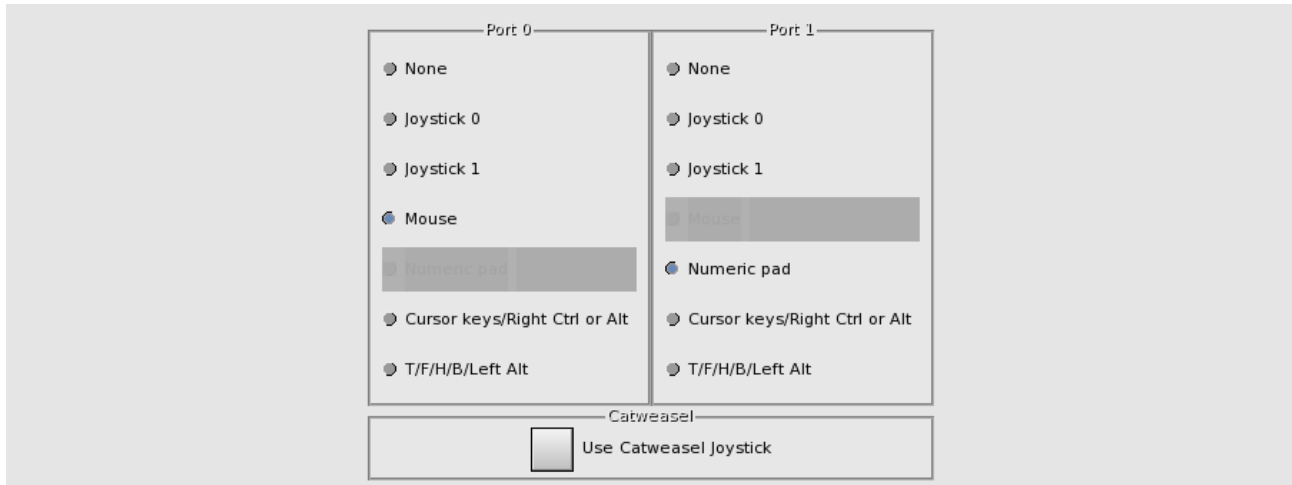 Port 0
None
Joystick 0
Joystick 1
Mouse
Numeric pad
Cursor keys/Right Ctrl or Alt
T/F/H/B/Left Alt
Port 1
None
Joystick 0
Joystick 1
Mouse
Numeric pad
Cursor keys/Right Ctrl or Alt
T/F/H/B/Left Alt
Catweasel
Use Catweasel Joystick